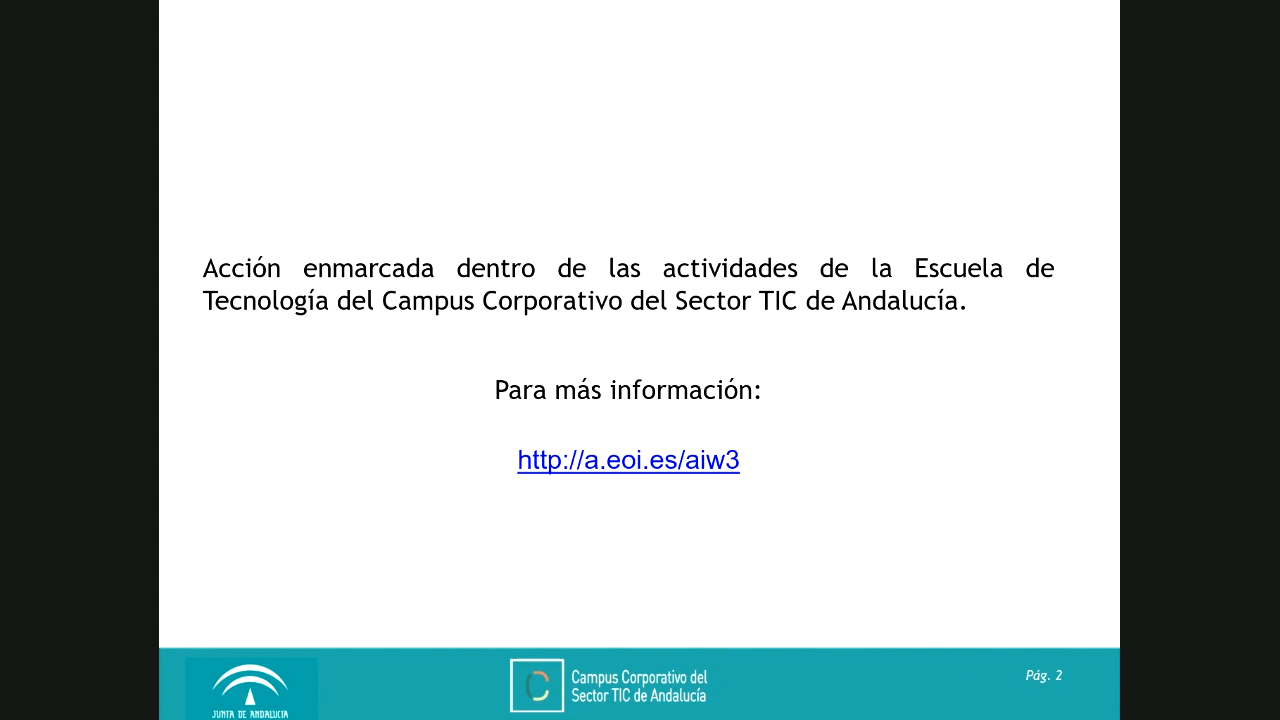 Acción enmarcada dentro de las actividades de la Escuela de
Tecnología del Campus Corporativo del Sector TIC de Andalucía.
Para más información:
http://a.eoi.es/aiw3
JUNTA DE ANDALUCIA
Campus Corporativo del
Sector TIC de Andalucía
Pág. 2